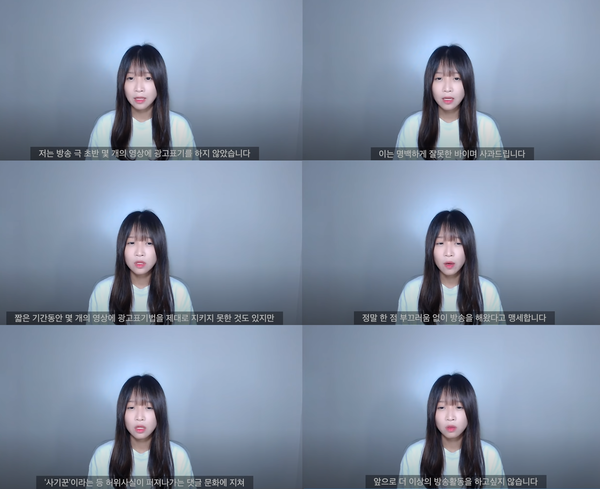 저는 방송 극 초반 몇 개의 영상에 광고표기를 하지 않았습니다
이는 명백하게 잘못한 바이며 사과드립니다
짧은 기간동안 몇 개의 영상에 광고표기법을 제대로 지키지 못한 것도 있지만
정말 한 점 부끄러움 없이 방송을 해왔다고 맹세합니다
'사기꾼'이라는 등 허위사실이 퍼져나가는 댓글 문화에 지쳐
앞으로 더 이상의 방송활동을 하고싶지 않습니다